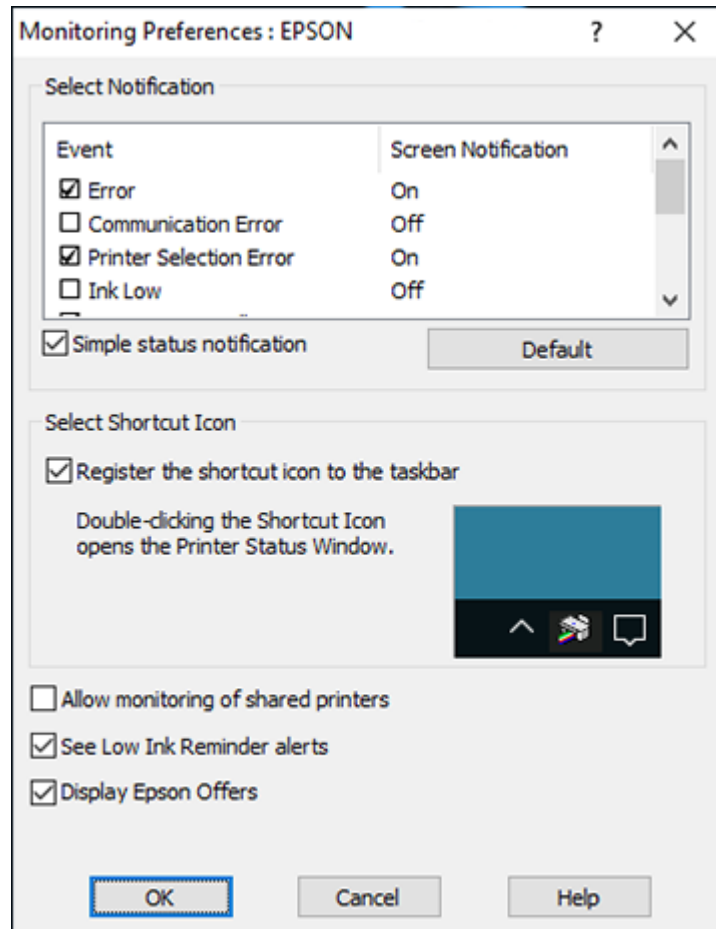 Monitoring Preferences : EPSON
Select Notification
Event Screen Notification
Error On
Communication Error Off
Printer Selection Error On
Ink Low Off
Simple status notification
Default
Select Shortcut Icon
Register the shortcut icon to the taskbar
Double-clicking the Shortcut Icon
opens the Printer Status Window.
Allow monitoring of shared printers
See Low Ink Reminder alerts
Display Epson Offers
OK Cancel Help